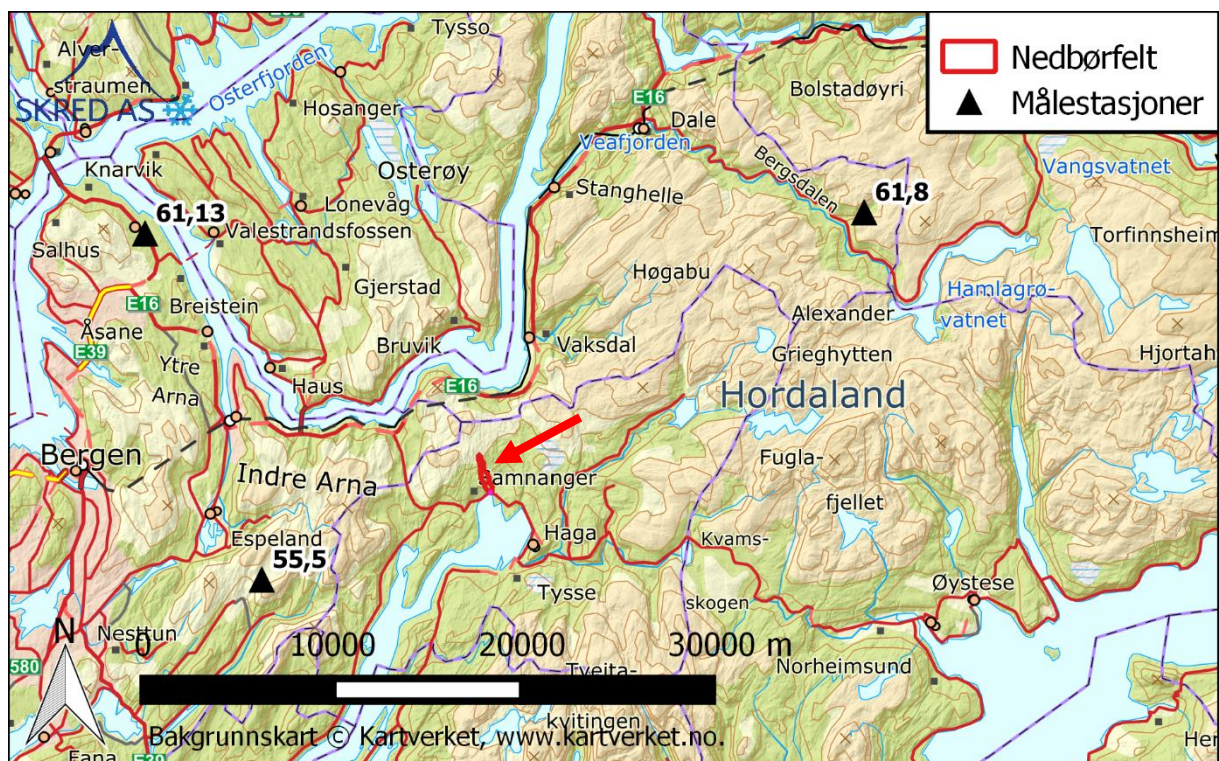 Nedbørfelt
Målestasjoner
Tysso
Alver-
straumen
SKRED AS
Osterfjorden
Hosanger
E16
Dale
Bolstadøyri
Veafjorden
Bergsdalen
Vangsvatnet
Knarvik
Osterøy
Stanghelle
61,8
61,13
Lonevåg
Valestrandsfossen
Salhus
Torfinnsheim
Høgabu
Gjerstad
E16
Breistein
Hamlagrø-
vatnet
Alexander
Grieghytten
Åsane
E39
Bruvik
Vaksdal
Hjortah
Ytre
Arna
Haus
E16
Hordaland
Bergen
Indre Arna
Samnanger
Fugla-
fjellet
Espeland
55,5
Haga
Kvams-
skogen
Øystese
Tysse
N
Nesttun
0
10000
20000
30000 m
580
Norheimsund
Tveita-
kvitingen
Bakgrunnskart © Kartverket, www.kartverket.no.
Fana
E39
Her